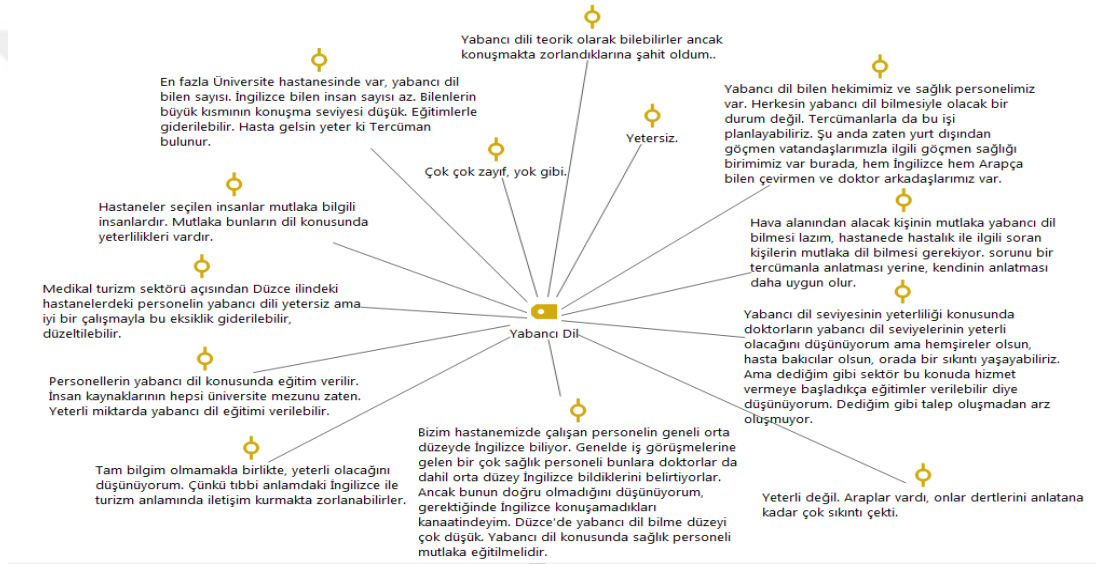 Yabancı dili teorik olarak bilebilirler ancak
konuşmakta zorlandıklarına şahit oldum..
En fazla Üniversite hastanesinde var, yabancı dil
bilen sayısı. İngilizce bilen insan sayısı az. Bilenlerin
büyük kısmının konuşma seviyesi düşük. Eğitimlerle
giderilebilir. Hasta gelsin yeter ki Tercüman
bulunur.
Yabancı dil bilen hekimimiz ve sağlık personelimiz
var. Herkesin yabancı dil bilmesiyle olacak bir
durum değil. Tercümanlarla da bu işi
planlayabiliriz. Şu anda zaten yurt dışından
göçmen vatandaşlarımızla ilgili göçmen sağlığı
birimimiz var burada, hem İngilizce hem Arapça
bilen çevirmen ve doktor arkadaşlarımız var.
Yetersiz.
Çok çok zayıf, yok gibi.
Hastaneler seçilen insanlar mutlaka bilgili
insanlardır. Mutlaka bunların dil konusunda
yeterlilikleri vardır.
Hava alanından alacak kişinin mutlaka yabancı dil
bilmesi lazım, hastanede hastalık ile ilgili soran
kişilerin mutlaka dil bilmesi gerekiyor. sorunu bir
tercümanla anlatması yerine, kendinin anlatması
daha uygun olur.
Medikal turizm sektörü açısından Düzce ilindeki
hastanelerdeki personelin yabancı dili yetersiz ama
iyi bir çalışmayla bu eksiklik giderilebilir,
düzeltilebilir.
Yabancı Dil
Yabancı dil seviyesinin yeterliliği konusunda
doktorların yabancı dil seviyelerinin yeterli
olacağını düşünüyorum ama hemşireler olsun,
hasta bakıcılar olsun, orada bir sıkıntı yaşayabiliriz.
Ama dediğim gibi sektör bu konuda hizmet
vermeye başladıkça eğitimler verilebilir diye
düşünüyorum. Dediğim gibi talep oluşmadan arz
oluşmuyor.
Personellerin yabancı dil konusunda eğitim verilir.
İnsan kaynaklarının hepsi üniversite mezunu zaten.
Yeterli miktarda yabancı dil eğitimi verilebilir.
Bizim hastanemizde çalışan personelin geneli orta
düzeyde İngilizce biliyor. Genelde iş görüşmelerine
gelen bir çok sağlık personeli bunlara doktorlar da
dahil orta düzey İngilizce bildiklerini belirtiyorlar.
Ancak bunun doğru olmadığını düşünüyorum,
gerektiğinde İngilizce konuşamadıkları
kanaatindeyim. Düzce'de yabancı dil bilme düzeyi
çok düşük. Yabancı dil konusunda sağlık personeli
mutlaka eğitilmelidir.
Tam bilgim olmamakla birlikte, yeterli olacağını
düşünüyorum. Çünkü tıbbi anlamdaki İngilizce ile
turizm anlamında iletişim kurmakta zorlanabilirler.
Yeterli değil. Araplar vardı, onlar dertlerini anlatana
kadar çok sıkıntı çekti.